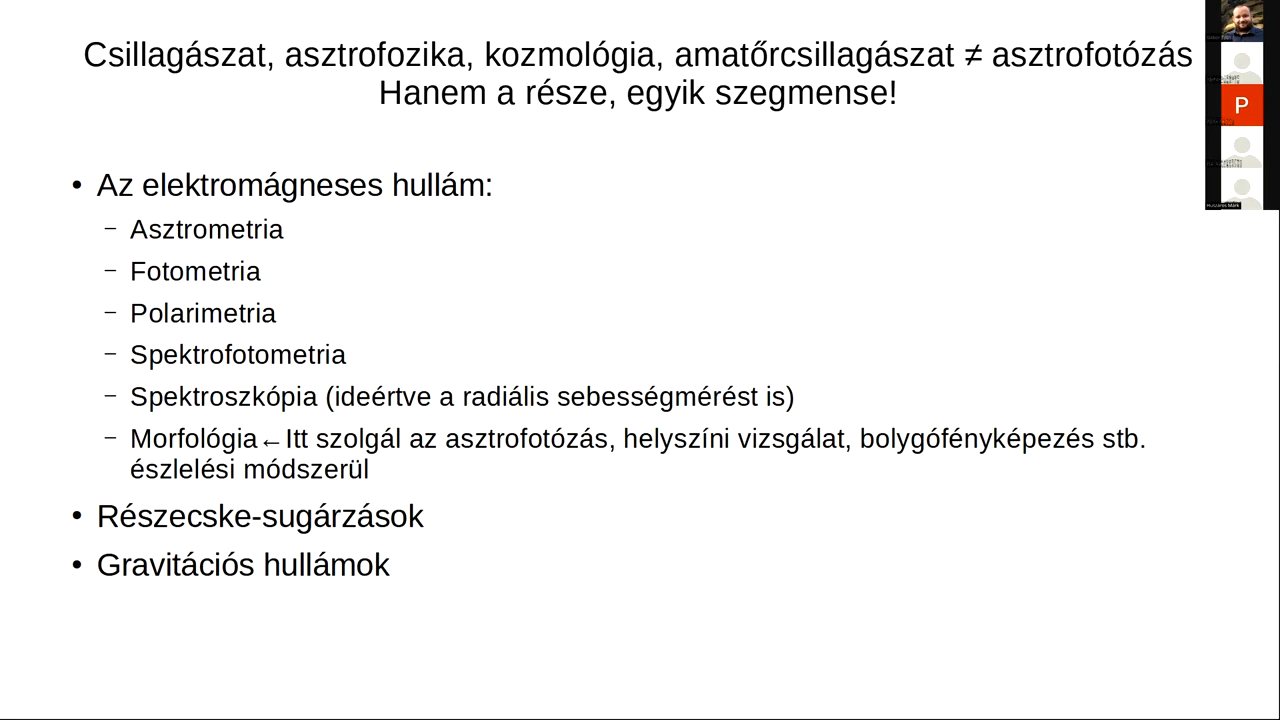 Csillagászat, asztrofozika, kozmológia, amatőrcsillagászat ≠ asztrofotózás
Hanem a része, egyik szegmense!
• Az elektromágneses hullám:
– Asztrometria
– Fotometria
– Polarimetria
– Spektrofotometria
– Spektroszkópia (ideértve a radiális sebességmérést is)
– Morfológia←Itt szolgál az asztrofotózás, helyszíni vizsgálat, bolygófényképezés stb.
észlelési módszerül
• Részecske-sugárzások
• Gravitációs hullámok
P